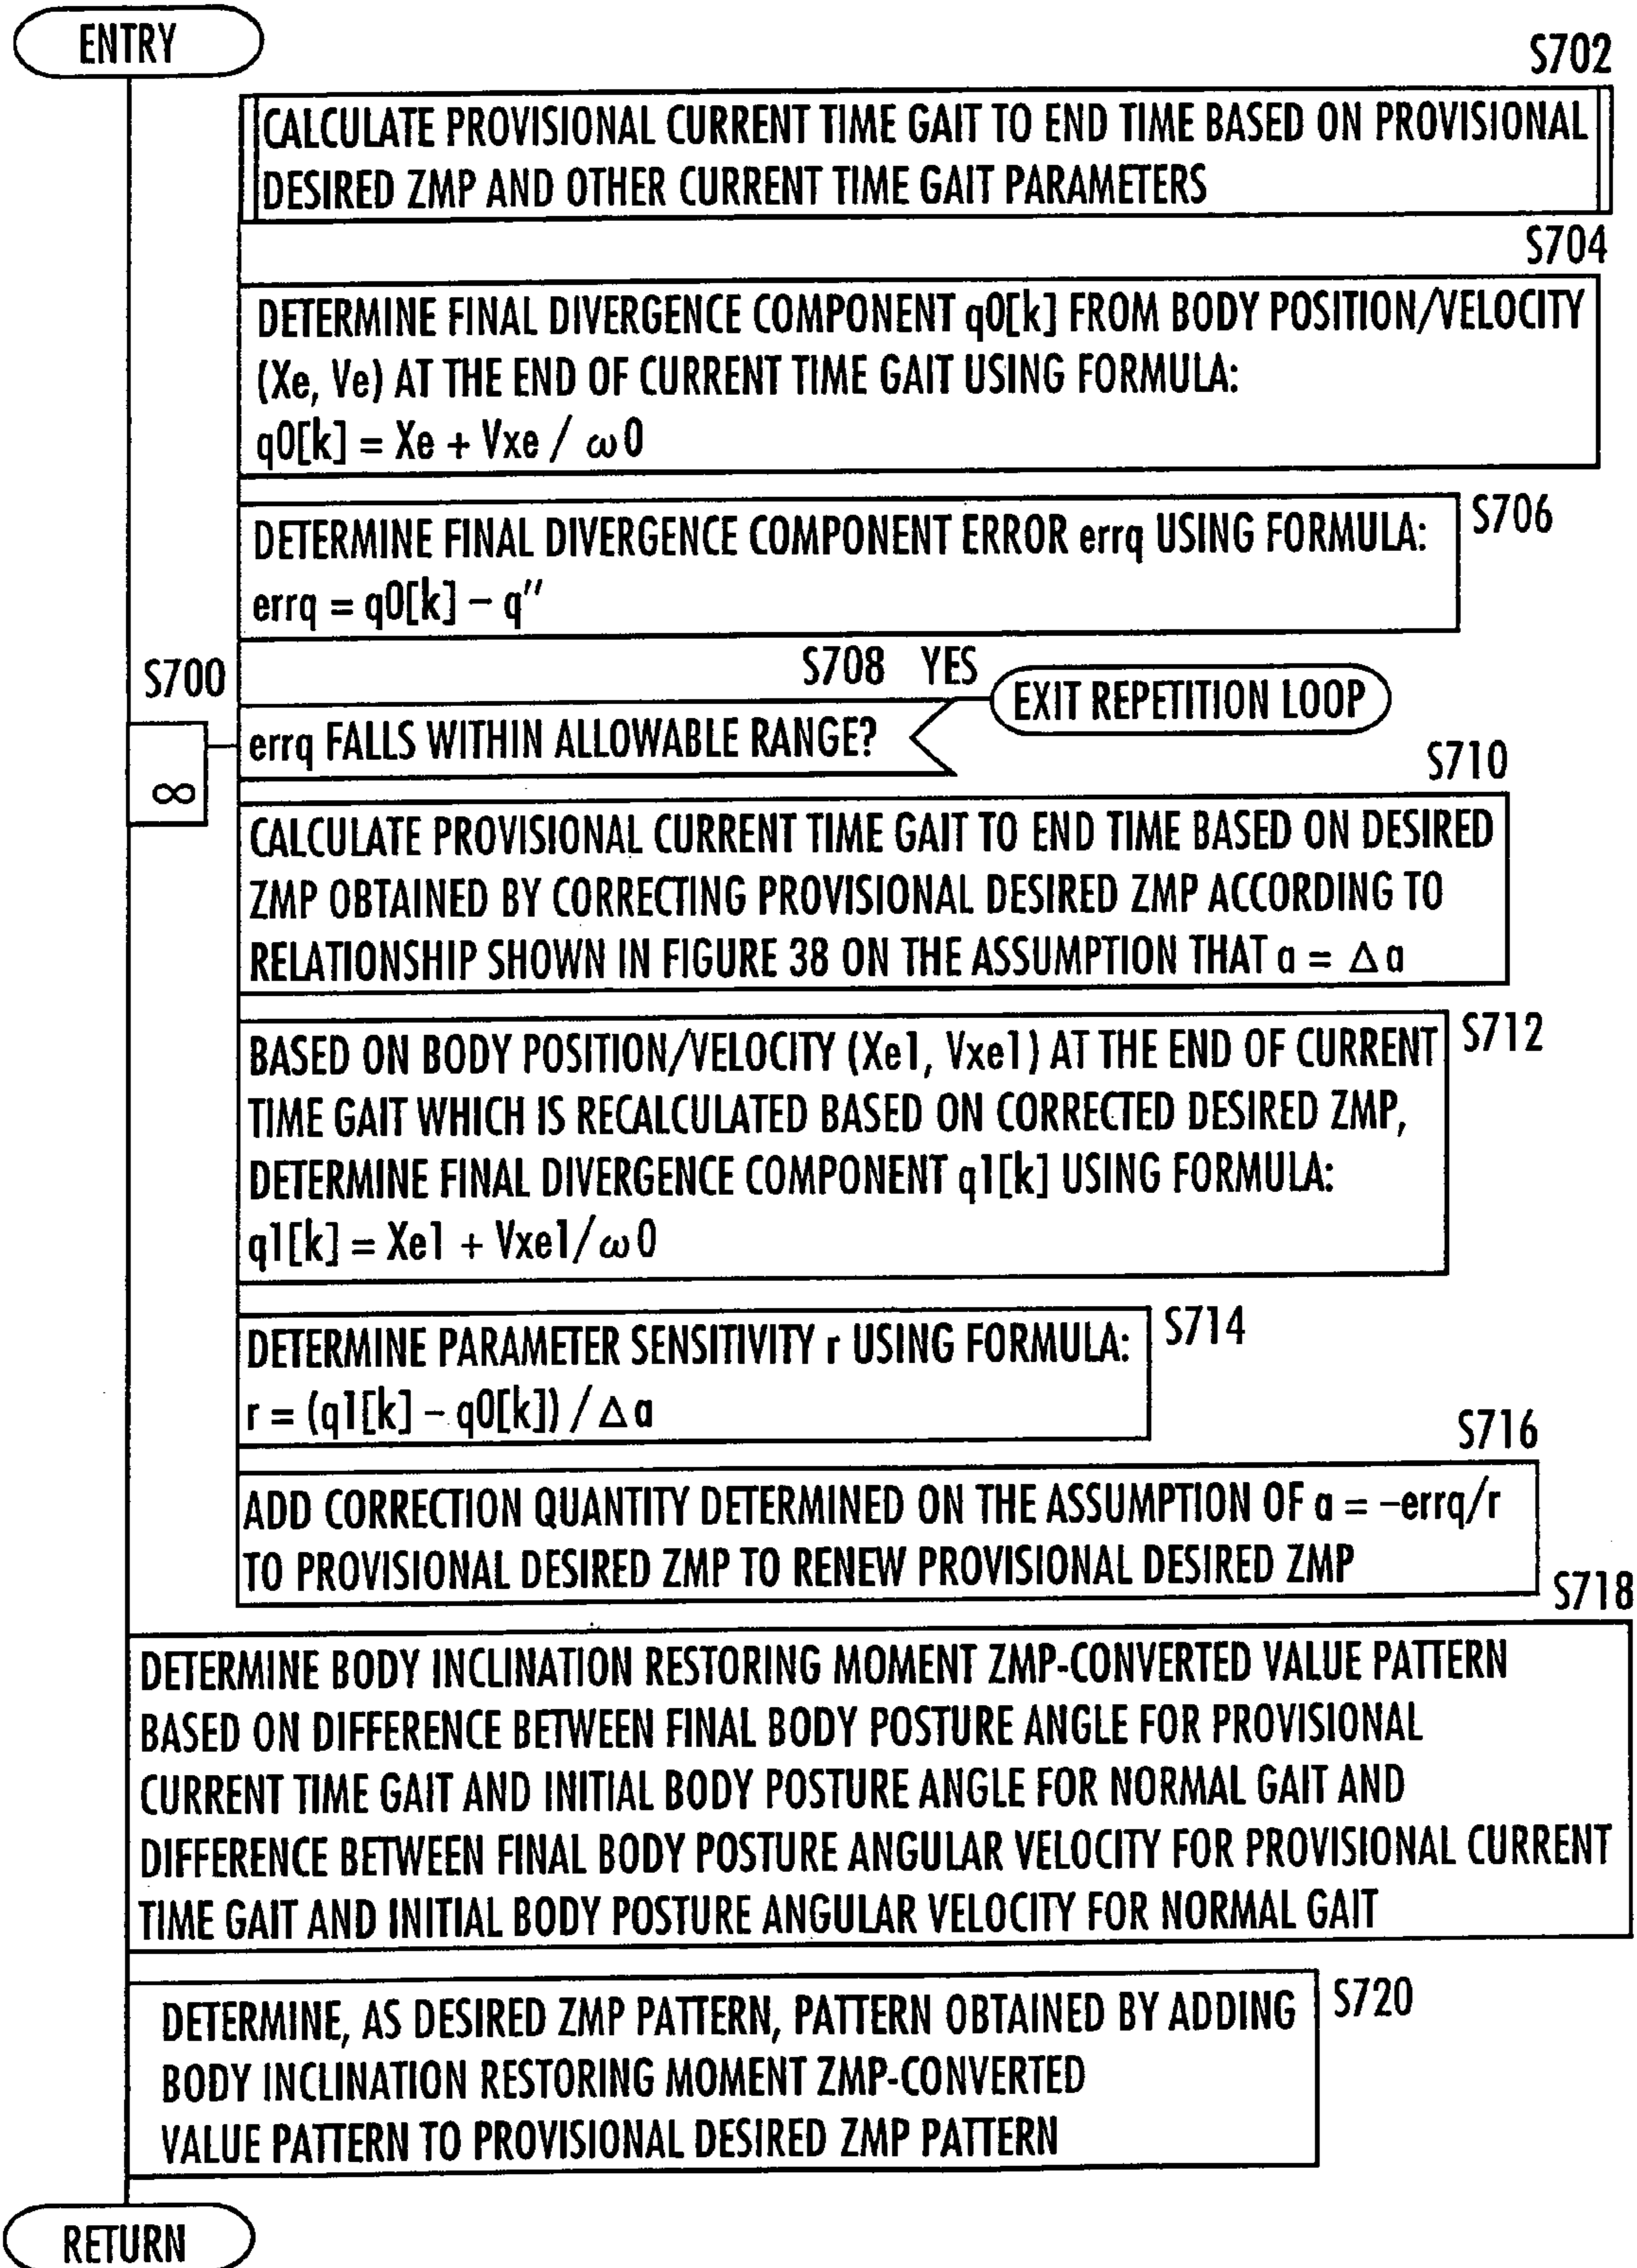 ENTRY
S702
CALCULATE PROVISIONAL CURRENT TIME GAIT TO END TIME BASED ON PROVISIONAL
DESIRED ZMP AND OTHER CURRENT TIME GAIT PARAMETERS
S704
DETERMINE FINAL DIVERGENCE COMPONENT q0[k] FROM BODY POSITION/VELOCITY
(Xe, Ve) AT THE END OF CURRENT TIME GAIT USING FORMULA:
q0[k] = Xe + Vxe / ω0
S706
DETERMINE FINAL DIVERGENCE COMPONENT ERROR errq USING FORMULA:
errq = q0[k] – q″
S700
∞
S708 YES
EXIT REPETITION LOOP
errq FALLS WITHIN ALLOWABLE RANGE?
S710
CALCULATE PROVISIONAL CURRENT TIME GAIT TO END TIME BASED ON DESIRED
ZMP OBTAINED BY CORRECTING PROVISIONAL DESIRED ZMP ACCORDING TO
RELATIONSHIP SHOWN IN FIGURE 38 ON THE ASSUMPTION THAT a = Δa
S712
BASED ON BODY POSITION/VELOCITY (Xe1, Vxe1) AT THE END OF CURRENT
TIME GAIT WHICH IS RECALCULATED BASED ON CORRECTED DESIRED ZMP,
DETERMINE FINAL DIVERGENCE COMPONENT q1[k] USING FORMULA:
q1[k] = Xe1 + Vxe1/ω0
S714
DETERMINE PARAMETER SENSITIVITY r USING FORMULA:
r = (q1[k] – q0[k]) / Δa
S716
ADD CORRECTION QUANTITY DETERMINED ON THE ASSUMPTION OF a = –errq/r
TO PROVISIONAL DESIRED ZMP TO RENEW PROVISIONAL DESIRED ZMP
S718
DETERMINE BODY INCLINATION RESTORING MOMENT ZMP-CONVERTED VALUE PATTERN
BASED ON DIFFERENCE BETWEEN FINAL BODY POSTURE ANGLE FOR PROVISIONAL
CURRENT TIME GAIT AND INITIAL BODY POSTURE ANGLE FOR NORMAL GAIT AND
DIFFERENCE BETWEEN FINAL BODY POSTURE ANGULAR VELOCITY FOR PROVISIONAL CURRENT
TIME GAIT AND INITIAL BODY POSTURE ANGULAR VELOCITY FOR NORMAL GAIT
S720
DETERMINE, AS DESIRED ZMP PATTERN, PATTERN OBTAINED BY ADDING
BODY INCLINATION RESTORING MOMENT ZMP-CONVERTED
VALUE PATTERN TO PROVISIONAL DESIRED ZMP PATTERN
RETURN